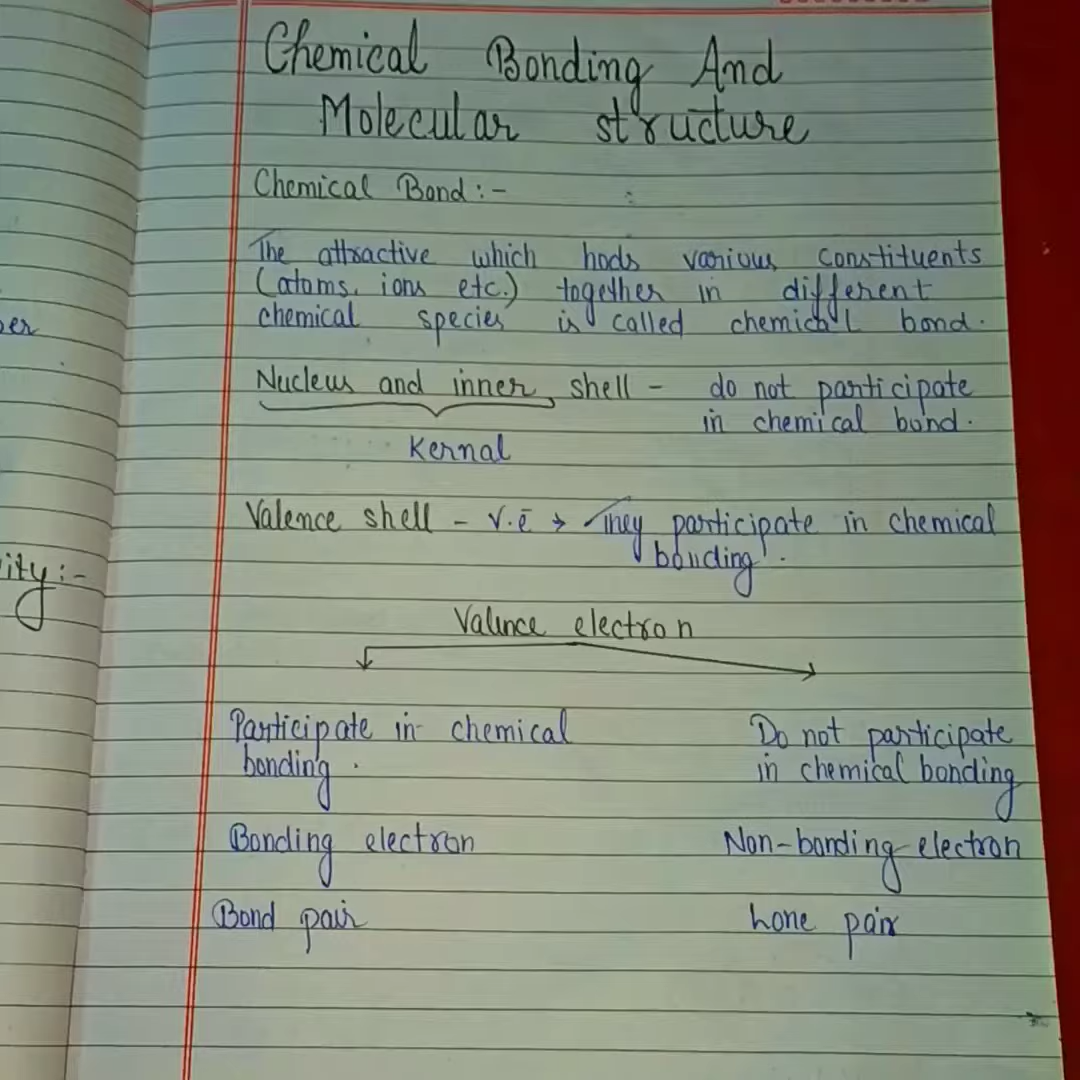 Chemical Bonding And
Molecular structure
Chemical Bond :-
The attractive which hods various constituents
(atoms, ions etc.) together in different
chemical species is called chemical bond.
Nucleus and inner shell - do not participate
in chemical bond.
Kernal
Valence shell - v.ē → They participate in chemical
bonding.
Valence electron
Participate in chemical
bonding.
Do not participate
in chemical bonding
Bonding electron
Non-bonding electron
Bond pair
Lone pair
er
ity :-